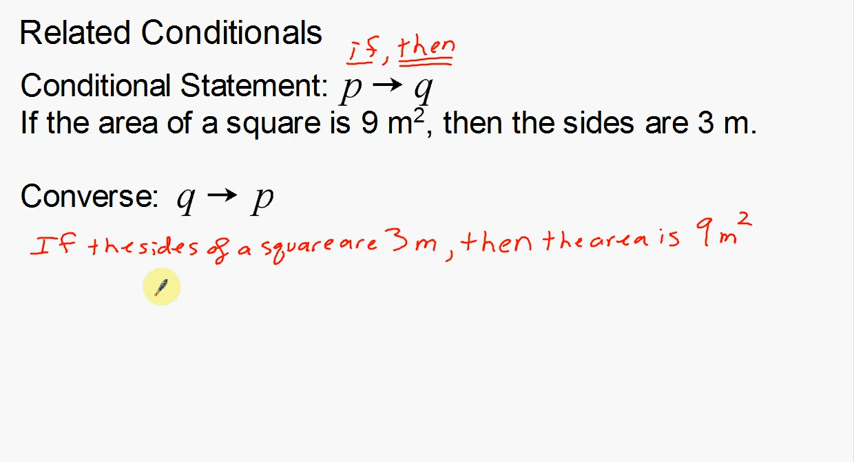 Related Conditionals
if, then
Conditional Statement: p → q
If the area of a square is 9 m², then the sides are 3 m.
Converse: q → p
If the sides of a square are 3 m, then the area is 9 m²